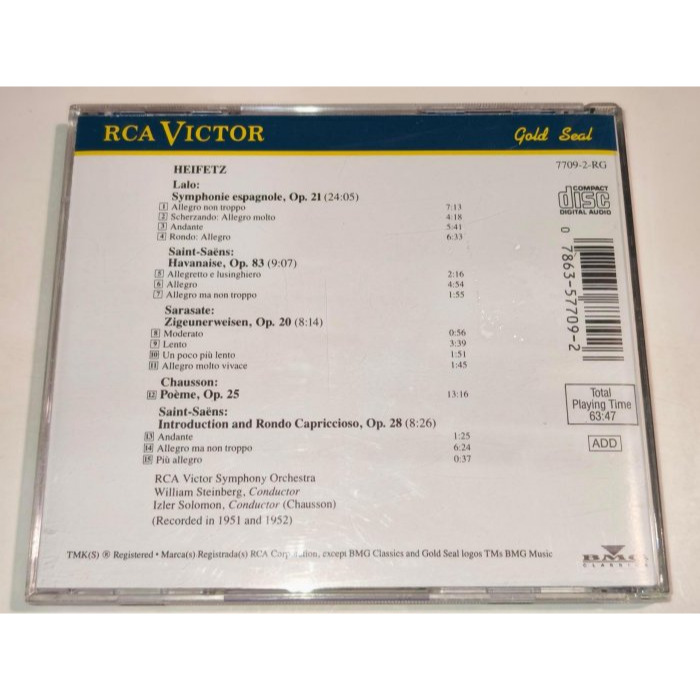 RCA VICTOR Gold Seal
HEIFETZ 7709-2-RG
Lalo:
Symphonie espagnole, Op. 21 (24:05)
1 Allegro non troppo 7:13
2 Scherzando: Allegro molto 4:18
3 Andante 5:41
4 Rondo: Allegro 6:33
COMPACT
disc
DIGITAL AUDIO
Saint-Saëns:
Havanaise, Op. 83 (9:07)
5 Allegretto e lusinghiero 2:16
6 Allegro 4:54
7 Allegro ma non troppo 1:55
0 7863-57709-2
Sarasate:
Zigeunerweisen, Op. 20 (8:14)
8 Moderato 0:56
9 Lento 3:39
10 Un poco più lento 1:51
11 Allegro molto vivace 1:45
Chausson:
12 Poème, Op. 25 13:16
Total
Playing Time
63:47
Saint-Saëns:
Introduction and Rondo Capriccioso, Op. 28 (8:26)
13 Andante 1:25
14 Allegro ma non troppo 6:24
15 Più allegro 0:37
ADD
RCA Victor Symphony Orchestra
William Steinberg, Conductor
Izler Solomon, Conductor (Chausson)
(Recorded in 1951 and 1952)
TMK(S) ® Registered • Marca(s) Registrada(s) RCA Corporation, except BMG Classics and Gold Seal logos TMs BMG Music
BMG
CLASSICS